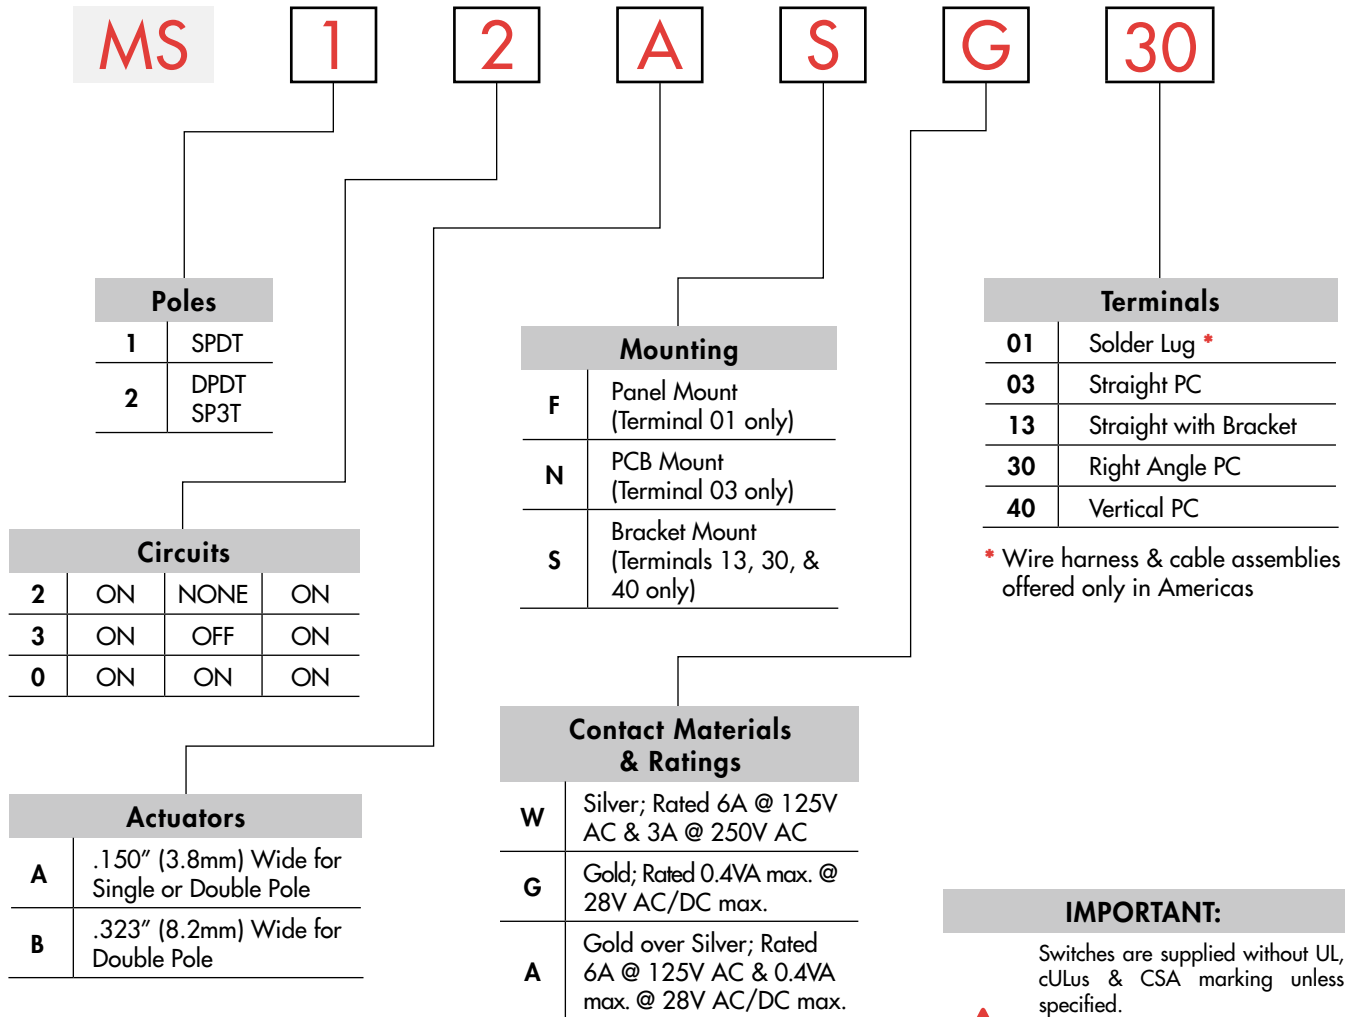 MS 1 2 A S G 30
Poles
1 SPDT
2 DPDT
SP3T
Circuits
2 ON NONE ON
3 ON OFF ON
0 ON ON ON
Actuators
A .150″ (3.8mm) Wide for
Single or Double Pole
B .323″ (8.2mm) Wide for
Double Pole
Mounting
F Panel Mount
(Terminal 01 only)
N PCB Mount
(Terminal 03 only)
S Bracket Mount
(Terminals 13, 30, &
40 only)
Contact Materials
& Ratings
W Silver; Rated 6A @ 125V
AC & 3A @ 250V AC
G Gold; Rated 0.4VA max. @
28V AC/DC max.
A Gold over Silver; Rated
6A @ 125V AC & 0.4VA
max. @ 28V AC/DC max.
Terminals
01 Solder Lug *
03 Straight PC
13 Straight with Bracket
30 Right Angle PC
40 Vertical PC
* Wire harness & cable assemblies
offered only in Americas
IMPORTANT:
Switches are supplied without UL,
cULus & CSA marking unless
specified.